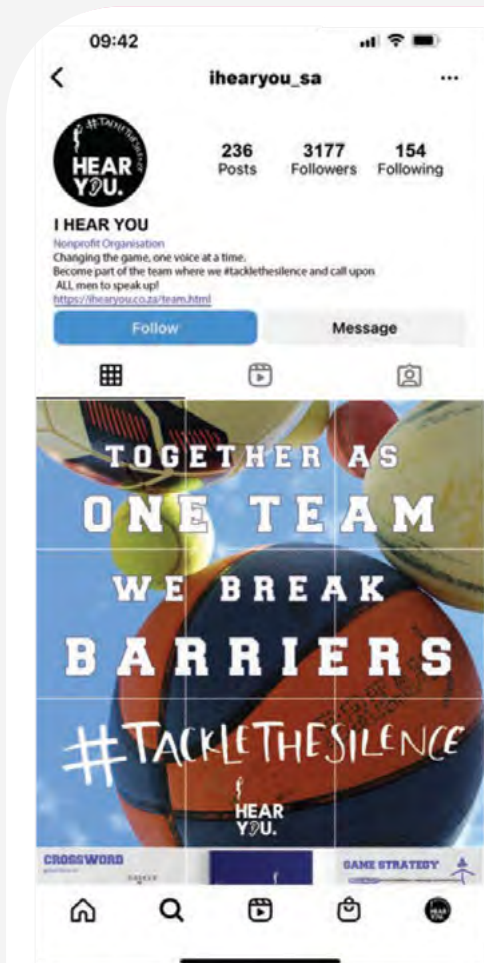 09:42
ihearyou_sa
#TACKLETHESILENCE
HEAR
YOU.
236 3177 154
Posts Followers Following
I HEAR YOU
Nonprofit Organisation
Changing the game, one voice at a time.
Become part of the team where we #tacklethesilence and call upon
ALL men to speak up!
https://ihearyou.co.za/team.html
Follow Message
TOGETHER AS
ONE TEAM
WE BREAK
BARRIERS
#TACKLETHESILENCE
HEAR
YOU.
CROSSWORD GAME STRATEGY
HEAR
YOU.